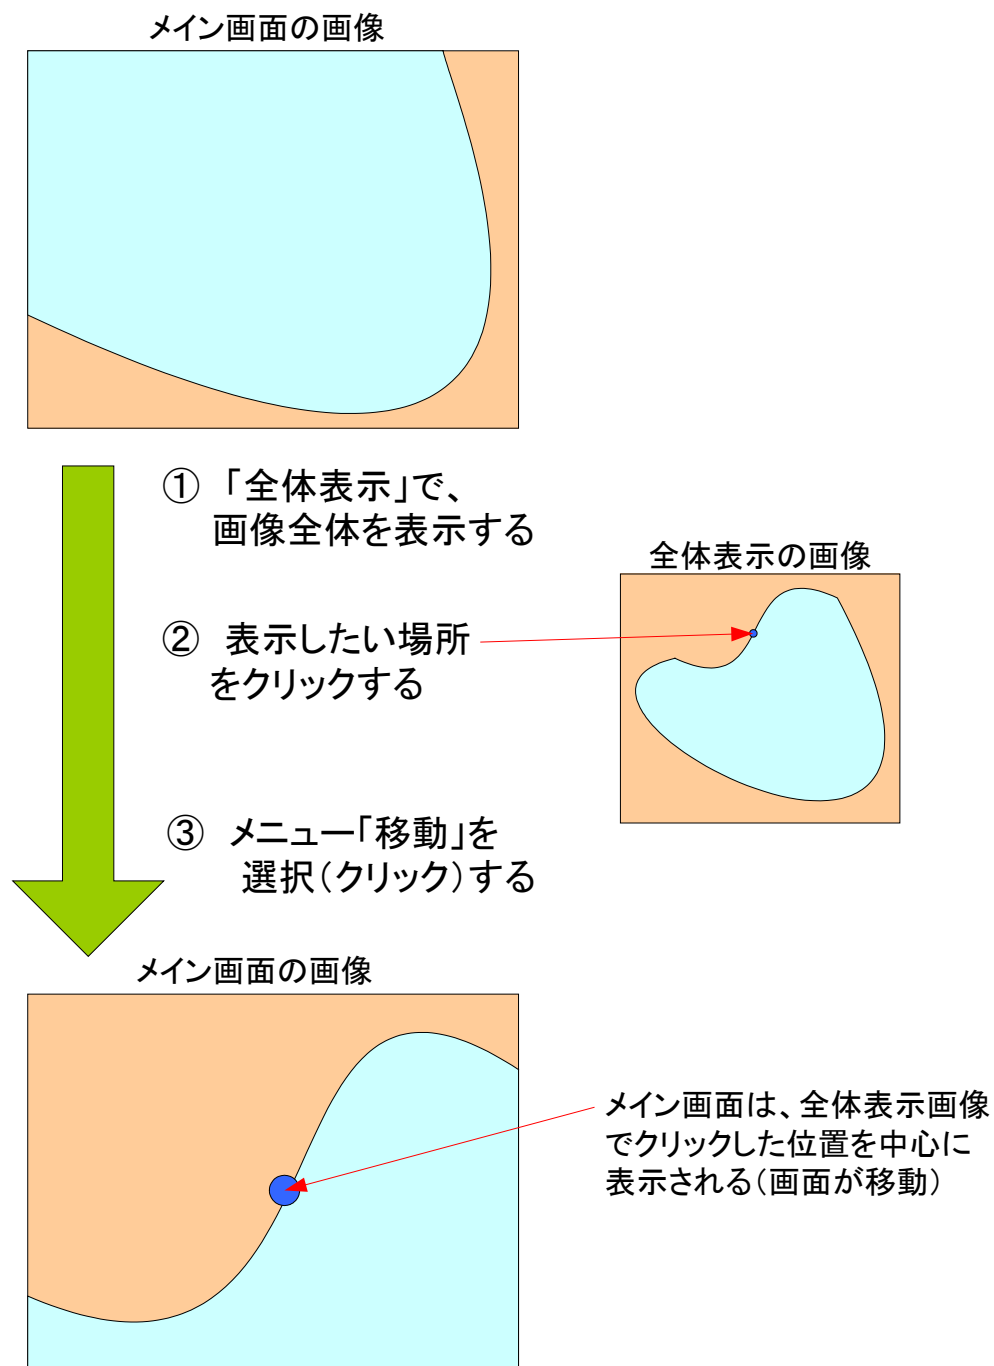 メイン画面の画像
① 「全体表示」で、
画像全体を表示する
全体表示の画像
② 表示したい場所
をクリックする
③ メニュー「移動」を
選択(クリック)する
メイン画面の画像
メイン画面は、全体表示画像
でクリックした位置を中心に
表示される(画面が移動)